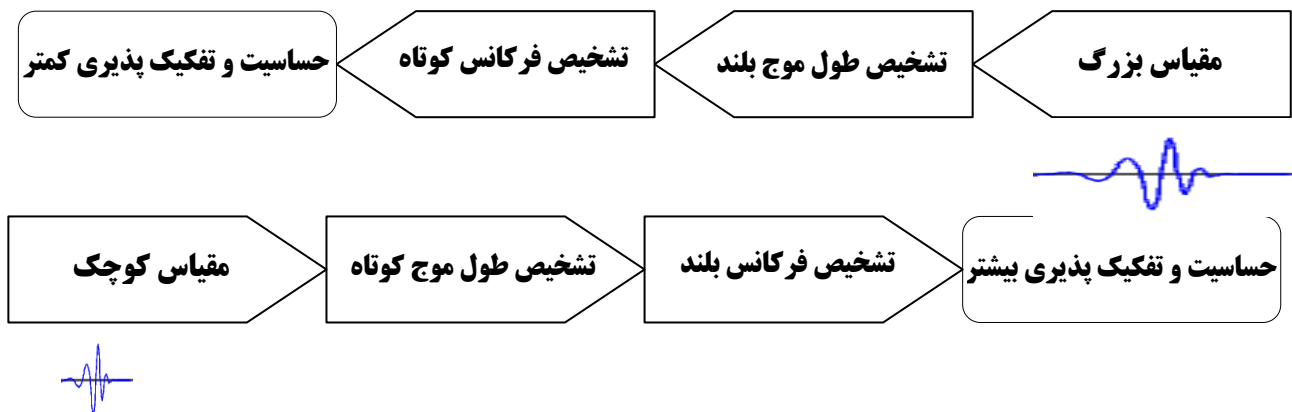 مقیاس بزرگ
تشخیص طول موج بلند
تشخیص فرکانس کوتاه
حساسیت و تفکیک پذیری کمتر
مقیاس کوچک
تشخیص طول موج کوتاه
تشخیص فرکانس بلند
حساسیت و تفکیک پذیری بیشتر